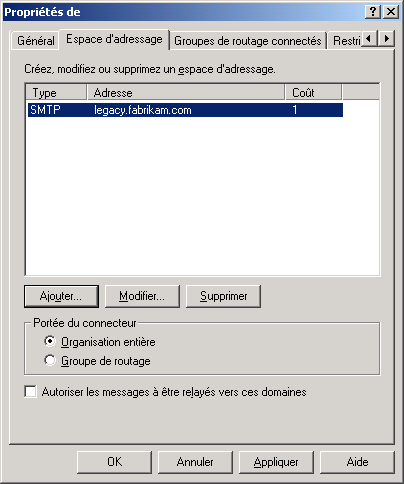 Propriétés de
Général Espace d'adressage Groupes de routage connectés Restri
Créez, modifiez ou supprimez un espace d'adressage.
Type Adresse Coût
SMTP legacy.fabrikam.com 1
Ajouter... Modifier... Supprimer
Portée du connecteur
Organisation entière
Groupe de routage
Autoriser les messages à être relayés vers ces domaines
OK Annuler Appliquer Aide